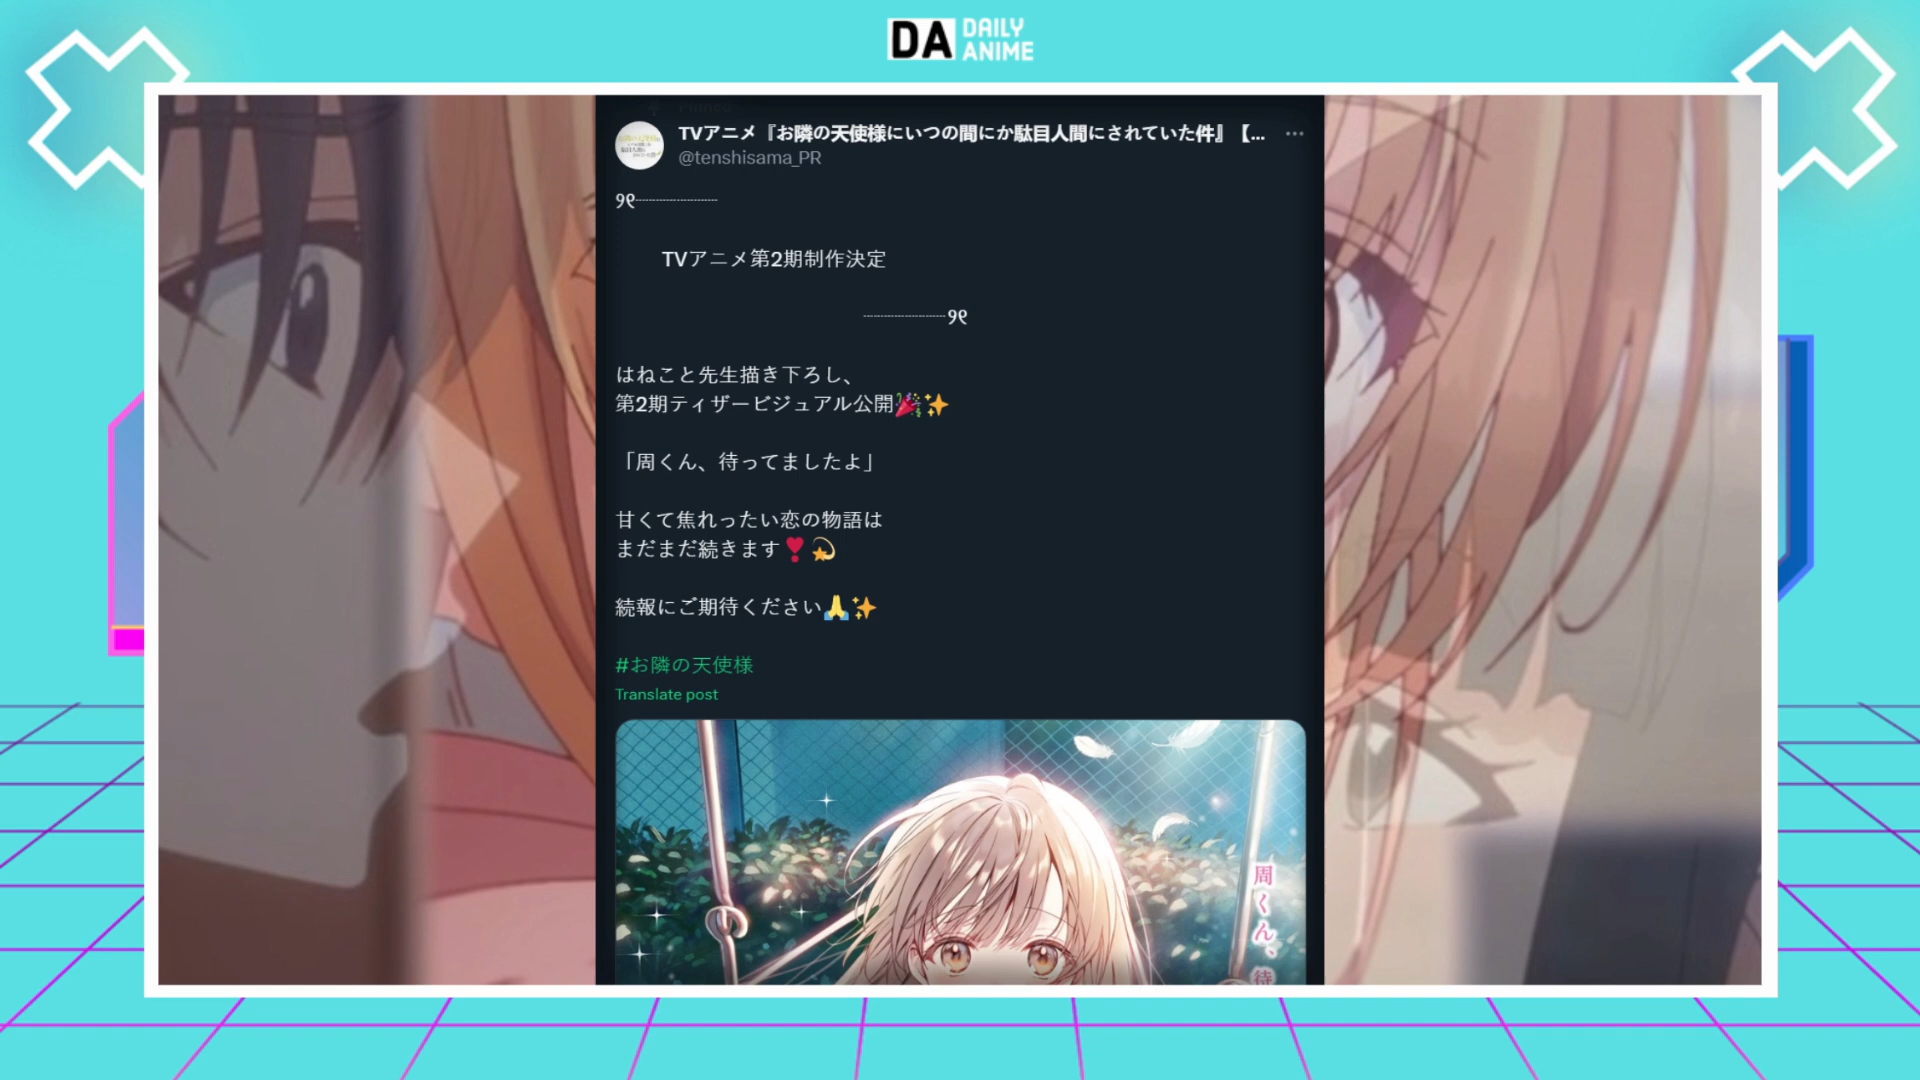 DA DAILY
ANIME
TVアニメ『お隣の天使様にいつの間にか駄目人間にされていた件』【...
@tenshisama_PR
୨୧┈┈┈┈┈┈
TVアニメ第2期制作決定
┈┈┈┈┈┈୨୧
はねこと先生描き下ろし、
第2期ティザービジュアル公開🎉✨
「周くん、待ってましたよ」
甘くて焦れったい恋の物語は
まだまだ続きます❣️💫
続報にご期待ください🙏✨
#お隣の天使様
Translate post
周くん、待